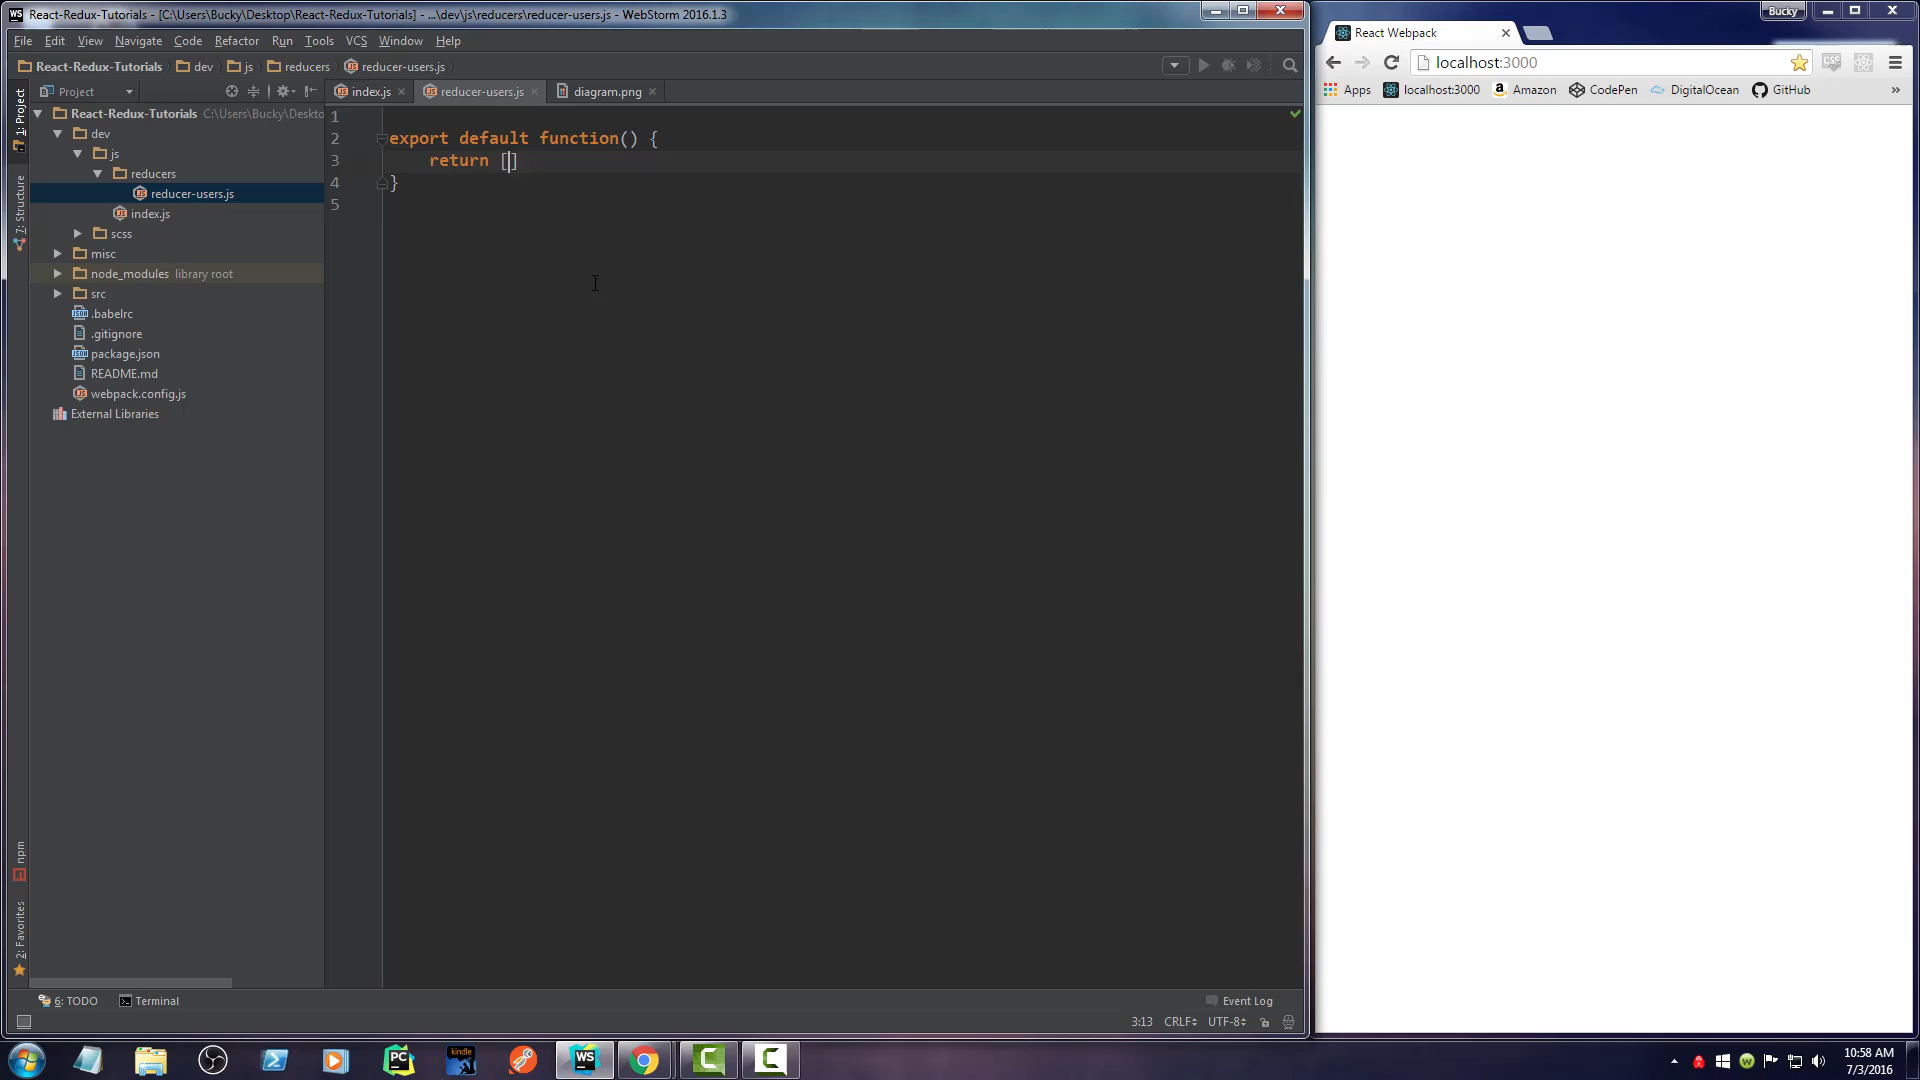 React-Redux-Tutorials - [C:\Users\Bucky\Desktop\React-Redux-Tutorials] - ...\dev\js\reducers\reducer-users.js - WebStorm 2016.1.3
File Edit View Navigate Code Refactor Run Tools VCS Window Help
React-Redux-Tutorials dev js reducers reducer-users.js
Project
index.js
reducer-users.js
diagram.png
1: Project
7: Structure
npm
2: Favorites
React-Redux-Tutorials C:\Users\Bucky\Deskto
dev
js
reducers
reducer-users.js
index.js
scss
misc
node_modules library root
src
.babelrc
.gitignore
package.json
README.md
webpack.config.js
External Libraries
1
2 export default function() {
3 return []
4 }
5
6: TODO Terminal
Event Log
3:13 CRLF UTF-8
Bucky
React Webpack
localhost:3000
Apps localhost:3000 Amazon CodePen DigitalOcean GitHub »
PC
kindle
WS
10:58 AM
7/3/2016